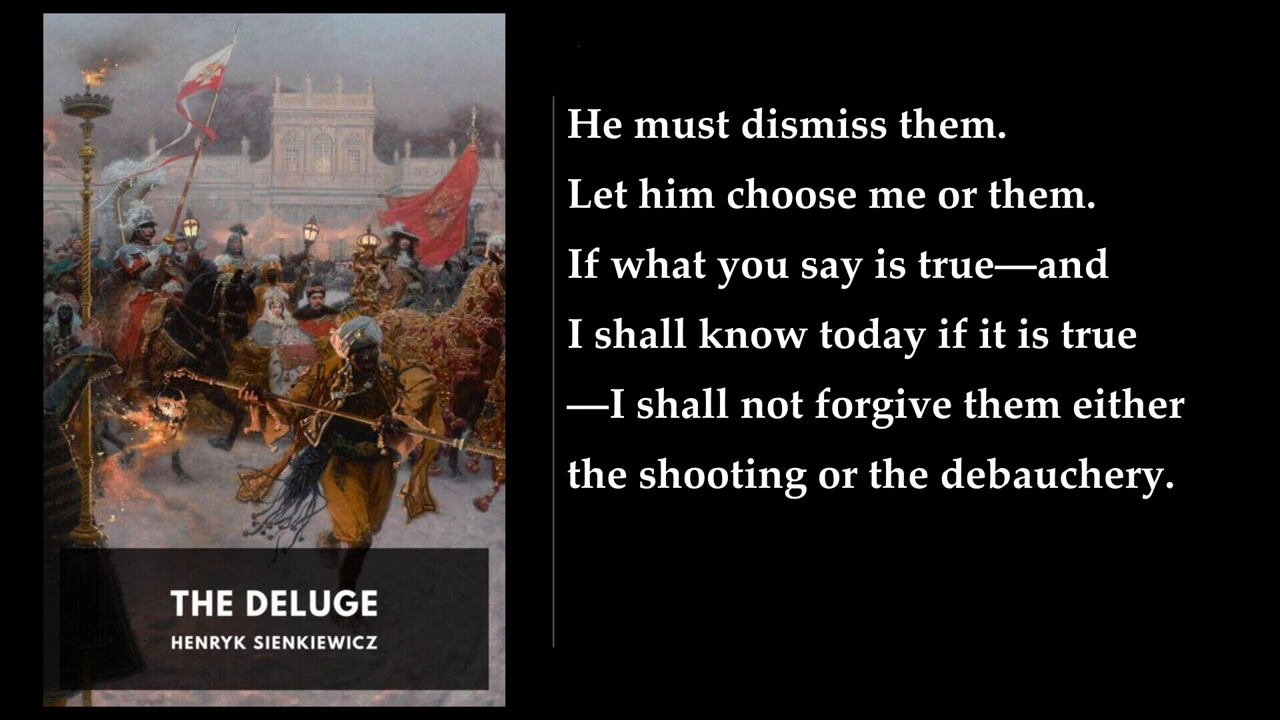 He must dismiss them.
Let him choose me or them.
If what you say is true—and
I shall know today if it is true
—I shall not forgive them either
the shooting or the debauchery.
THE DELUGE
HENRYK SIENKIEWICZ